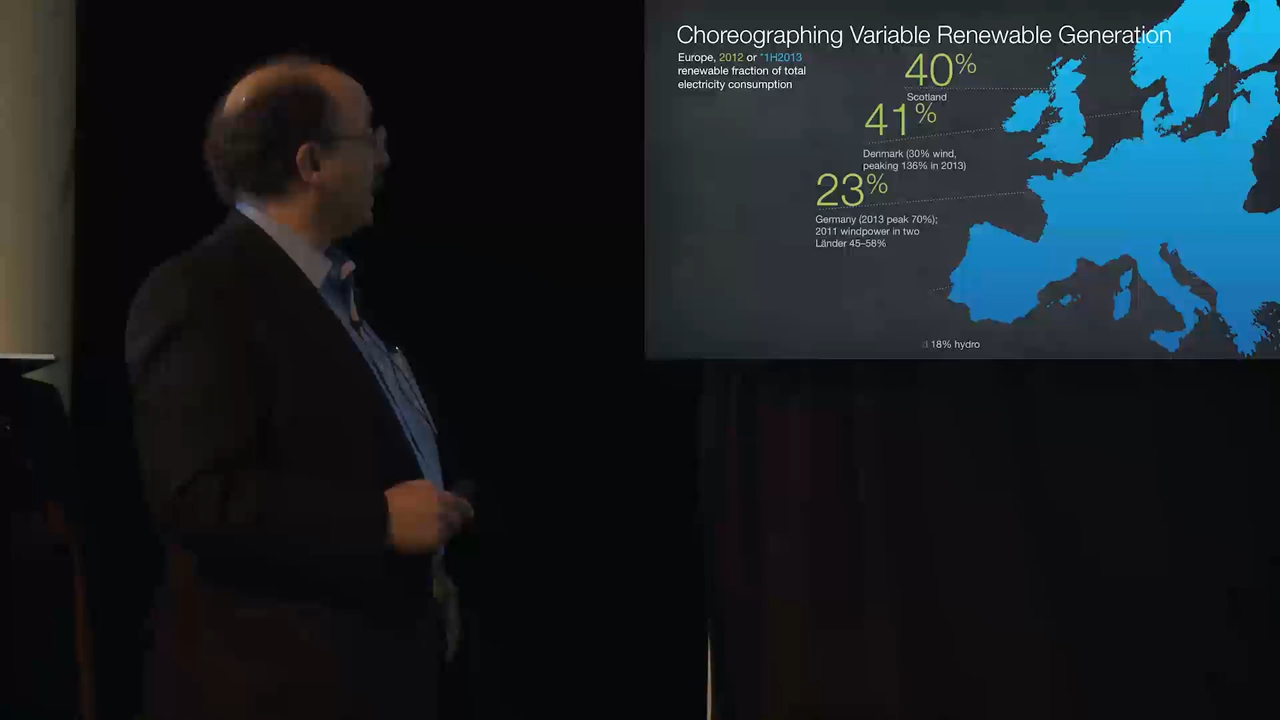 Choreographing Variable Renewable Generation
Europe, 2012 or *1H2013
renewable fraction of total
electricity consumption
40%
Scotland
41%
Denmark (30% wind,
peaking 136% in 2013)
23%
Germany (2013 peak 70%);
2011 windpower in two
Länder 45–58%
18% hydro